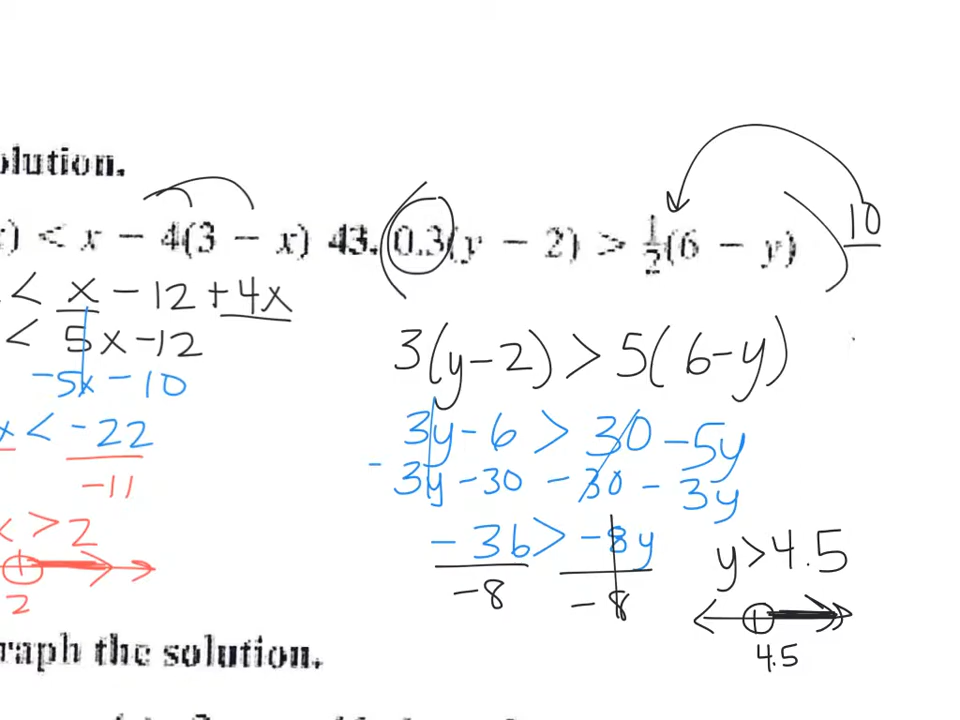 olution.
x) < x - 4(3 - x) 43. 0.3(y - 2) > 1/2(6 - y) 10
< x - 12 + 4x
< 5x - 12
-5x - 10
x < -22
-11
x > 2
2
3(y-2) > 5(6-y)
3y - 6 > 30 - 5y
- 3y - 30 - 30 - 3y
-36 > -8y
-8 -8
y > 4.5
4.5
raph the solution.